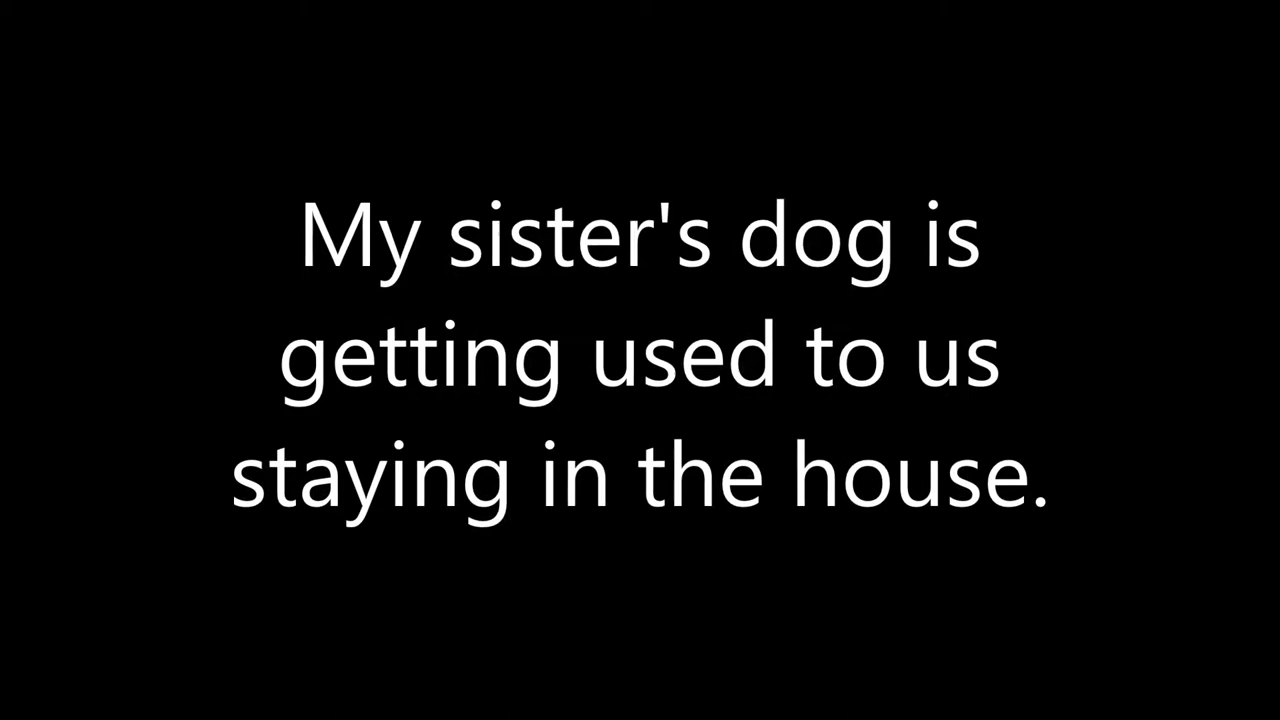 My sister's dog is
getting used to us
staying in the house.